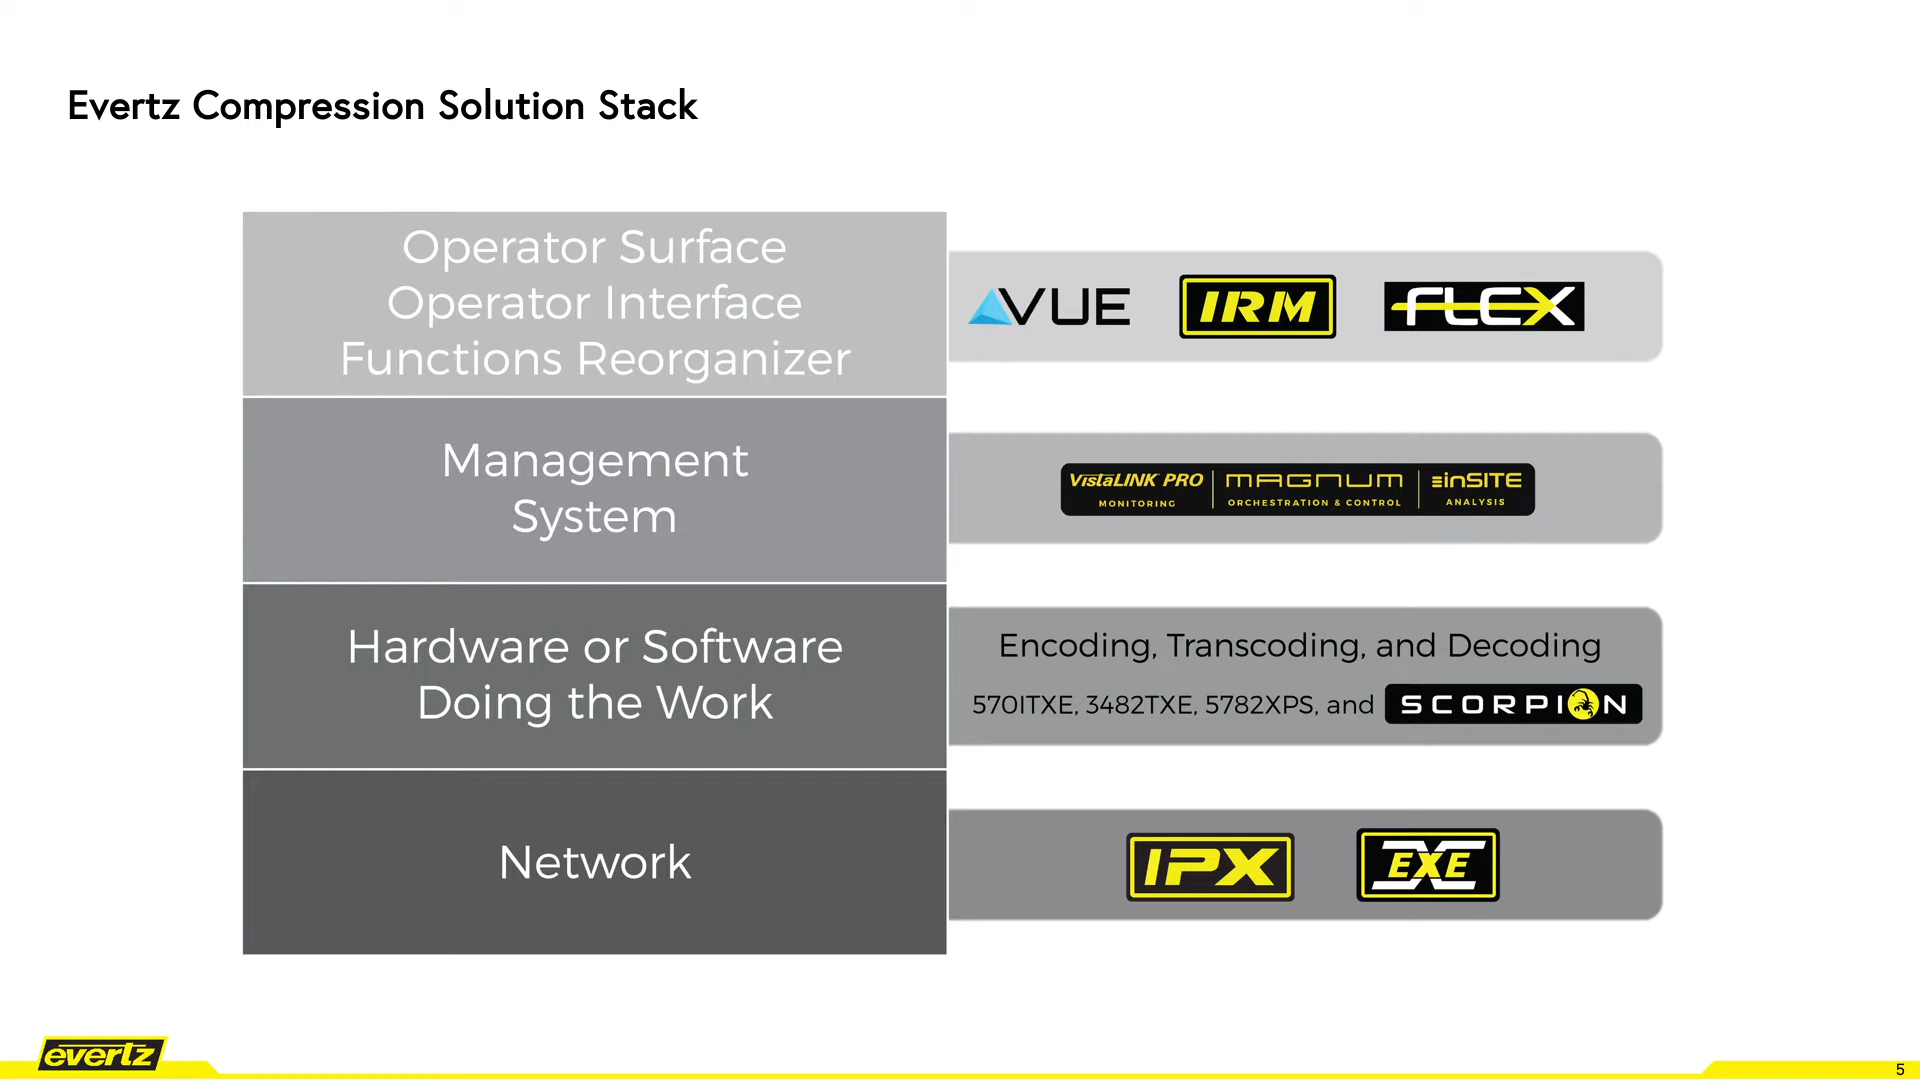 Evertz Compression Solution Stack
Operator Surface
Operator Interface
Functions Reorganizer
VUE
IRM
FLEX
Management
System
VistaLINK PRO
MONITORING
MAGNUM
ORCHESTRATION & CONTROL
inSITE
ANALYSIS
Hardware or Software
Doing the Work
Encoding, Transcoding, and Decoding
570ITXE, 3482TXE, 5782XPS, and SCORPION
Network
IPX
EXE
evertz
5